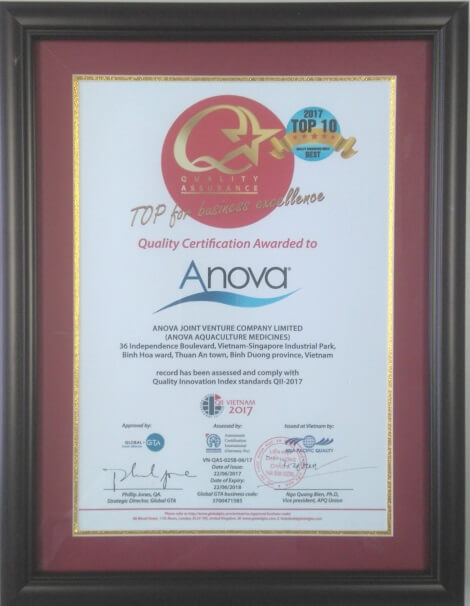 2017
TOP 10
BEST
QUALITY
ASSURANCE
TOP for business excellence
Quality Certification Awarded to
Anova®
ANOVA JOINT VENTURE COMPANY LIMITED
(ANOVA AQUACULTURE MEDICINES)
36 Independence Boulevard, Vietnam-Singapore Industrial Park,
Binh Hoa ward, Thuan An town, Binh Duong province, Vietnam
record has been assessed and comply with
Quality Innovation Index standards QII-2017
VIETNAM
2017
Approved by:
Assessed by:
Issued at Vietnam by:
GLOBAL GTA
International
ASIA PACIFIC QUALITY
VN-QAS-0258-06/17
Date of Issue:
22/06/2017
Date of Expiry:
22/06/2018
Global GTA business code:
3700471585
Phillip Jones, QA.
Strategic Director, Global GTA
Ngo Quang Bien, Ph.D,
Vice president, APQ Union